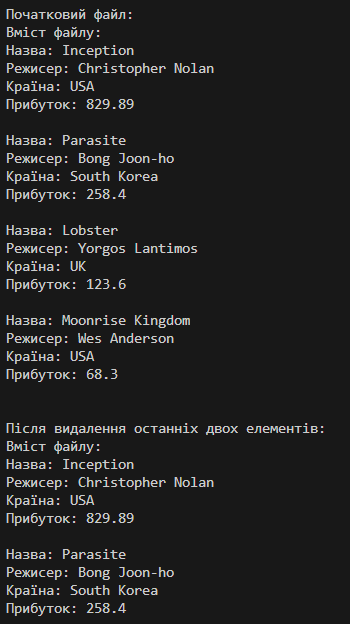 Початковий файл:
Вміст файлу:
Назва: Inception
Режисер: Christopher Nolan
Країна: USA
Прибуток: 829.89
Назва: Parasite
Режисер: Bong Joon-ho
Країна: South Korea
Прибуток: 258.4
Назва: Lobster
Режисер: Yorgos Lantimos
Країна: UK
Прибуток: 123.6
Назва: Moonrise Kingdom
Режисер: Wes Anderson
Країна: USA
Прибуток: 68.3
Після видалення останніх двох елементів:
Вміст файлу:
Назва: Inception
Режисер: Christopher Nolan
Країна: USA
Прибуток: 829.89
Назва: Parasite
Режисер: Bong Joon-ho
Країна: South Korea
Прибуток: 258.4